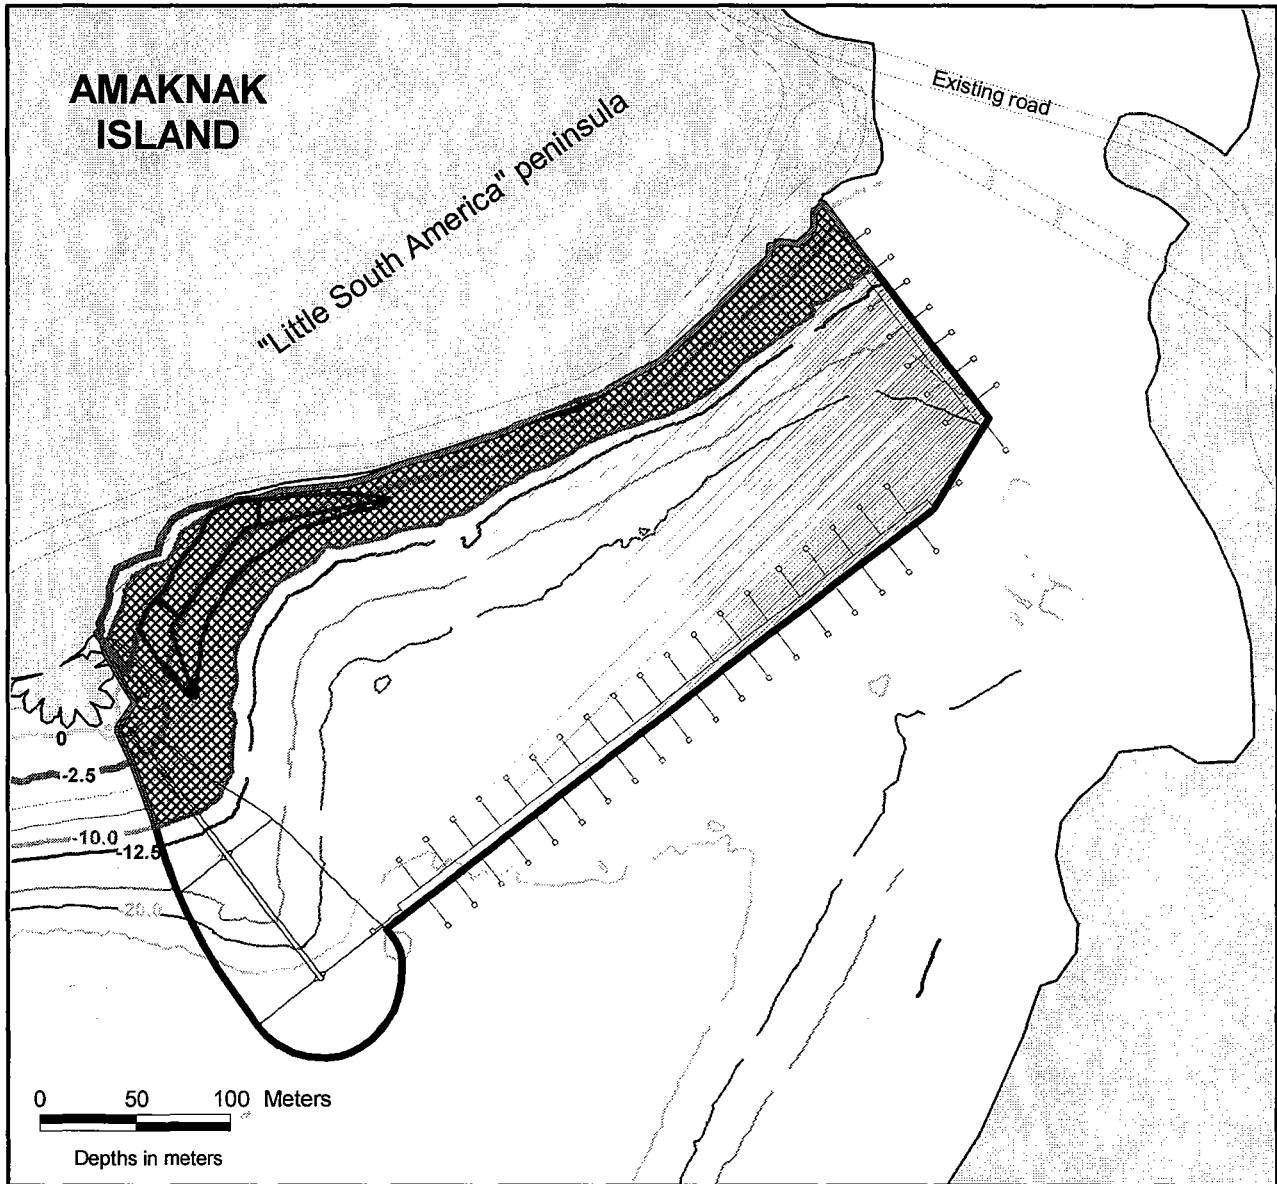 AMAKNAK
ISLAND
"Little South America" peninsula
Existing road
0
-2.5
-10.0
-12.5
-20.0
0 50 100 Meters
Depths in meters